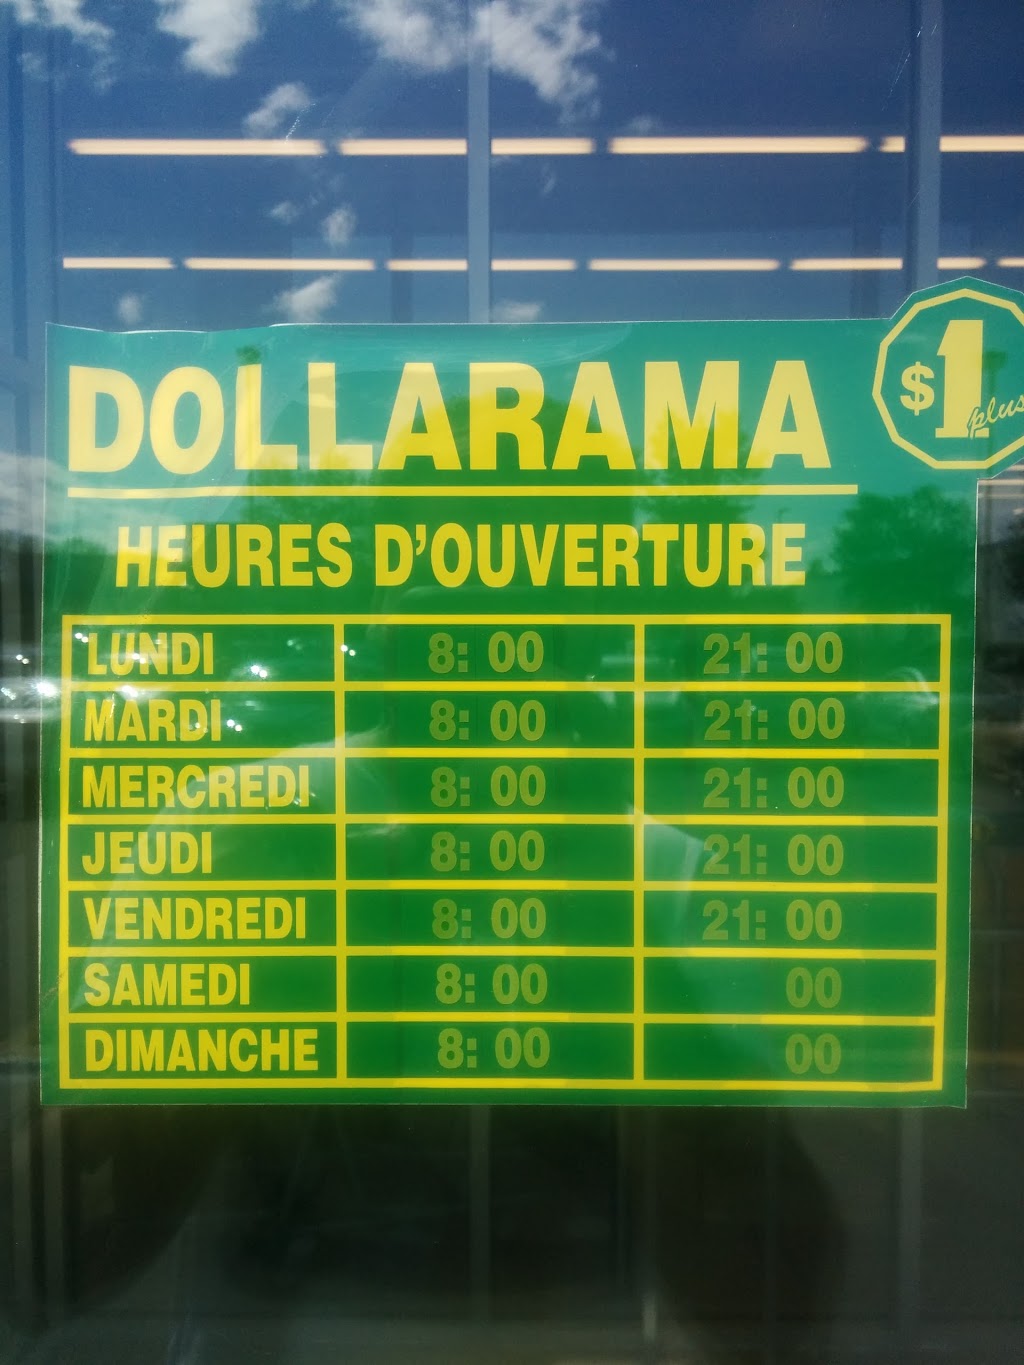 DOLLARAMA
$1 plus
HEURES D'OUVERTURE
LUNDI 8: 00 21: 00
MARDI 8: 00 21: 00
MERCREDI 8: 00 21: 00
JEUDI 8: 00 21: 00
VENDREDI 8: 00 21: 00
SAMEDI 8: 00 00
DIMANCHE 8: 00 00